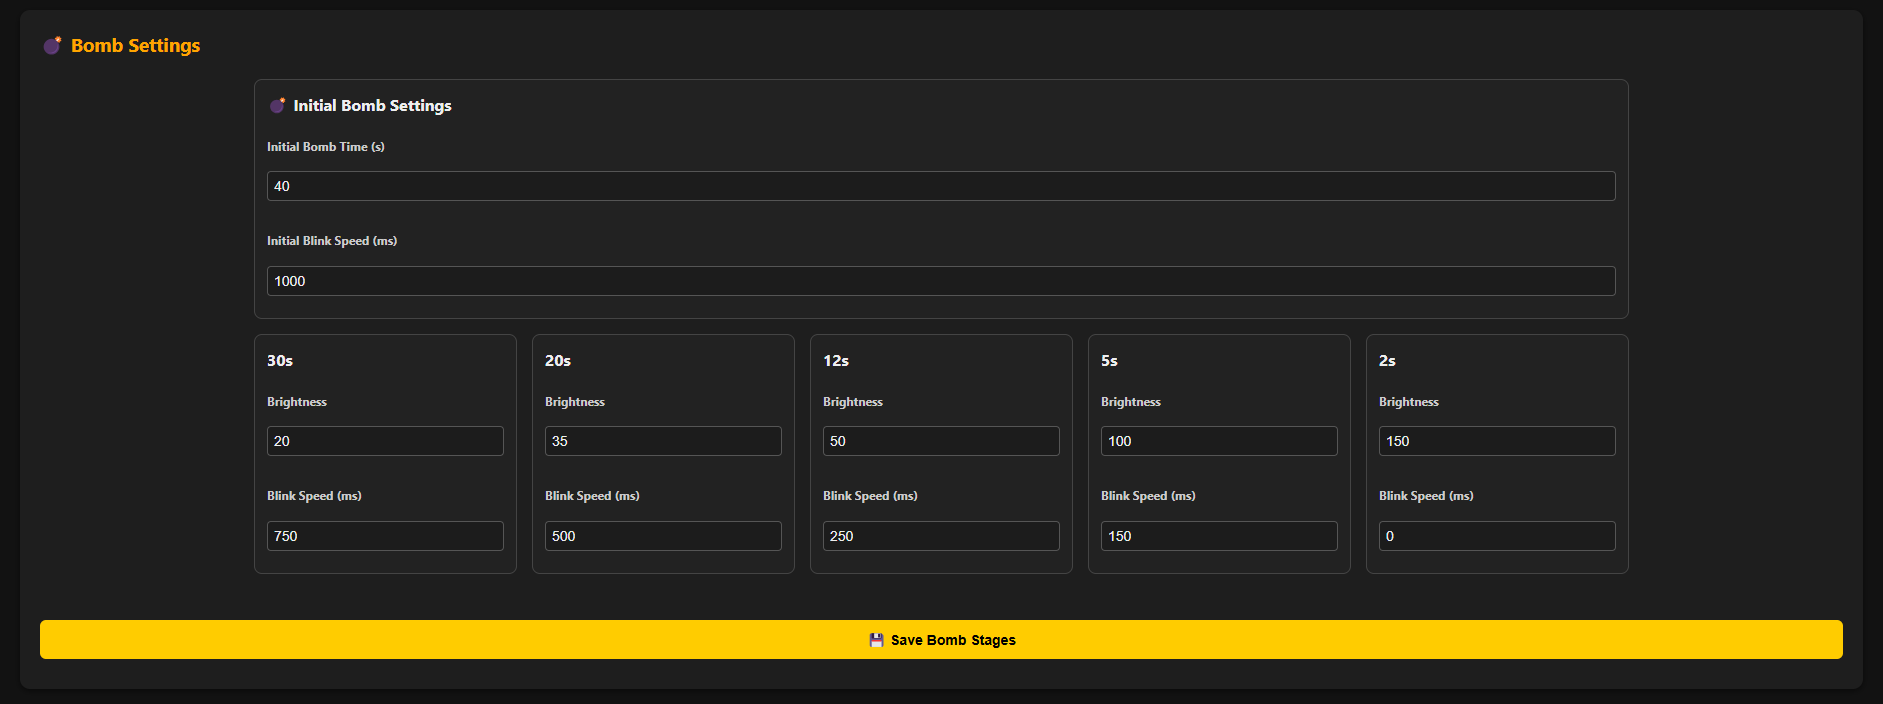 Bomb Settings
Initial Bomb Settings
Initial Bomb Time (s)
40
Initial Blink Speed (ms)
1000
30s
Brightness
20
Blink Speed (ms)
750
20s
Brightness
35
Blink Speed (ms)
500
12s
Brightness
50
Blink Speed (ms)
250
5s
Brightness
100
Blink Speed (ms)
150
2s
Brightness
150
Blink Speed (ms)
0
Save Bomb Stages